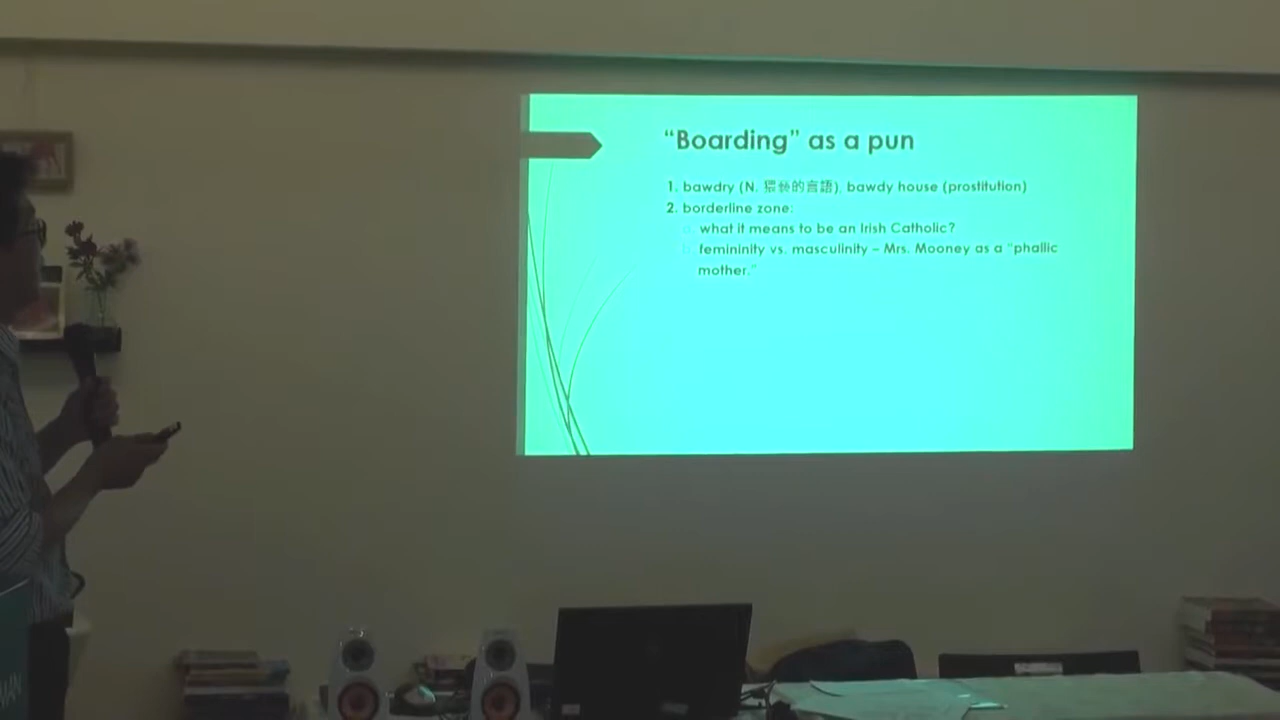 “Boarding” as a pun
1. bawdry (N. 猥褻的言語), bawdy house (prostitution)
2. borderline zone:
a. what it means to be an Irish Catholic?
b. femininity vs. masculinity – Mrs. Mooney as a “phallic
mother.”